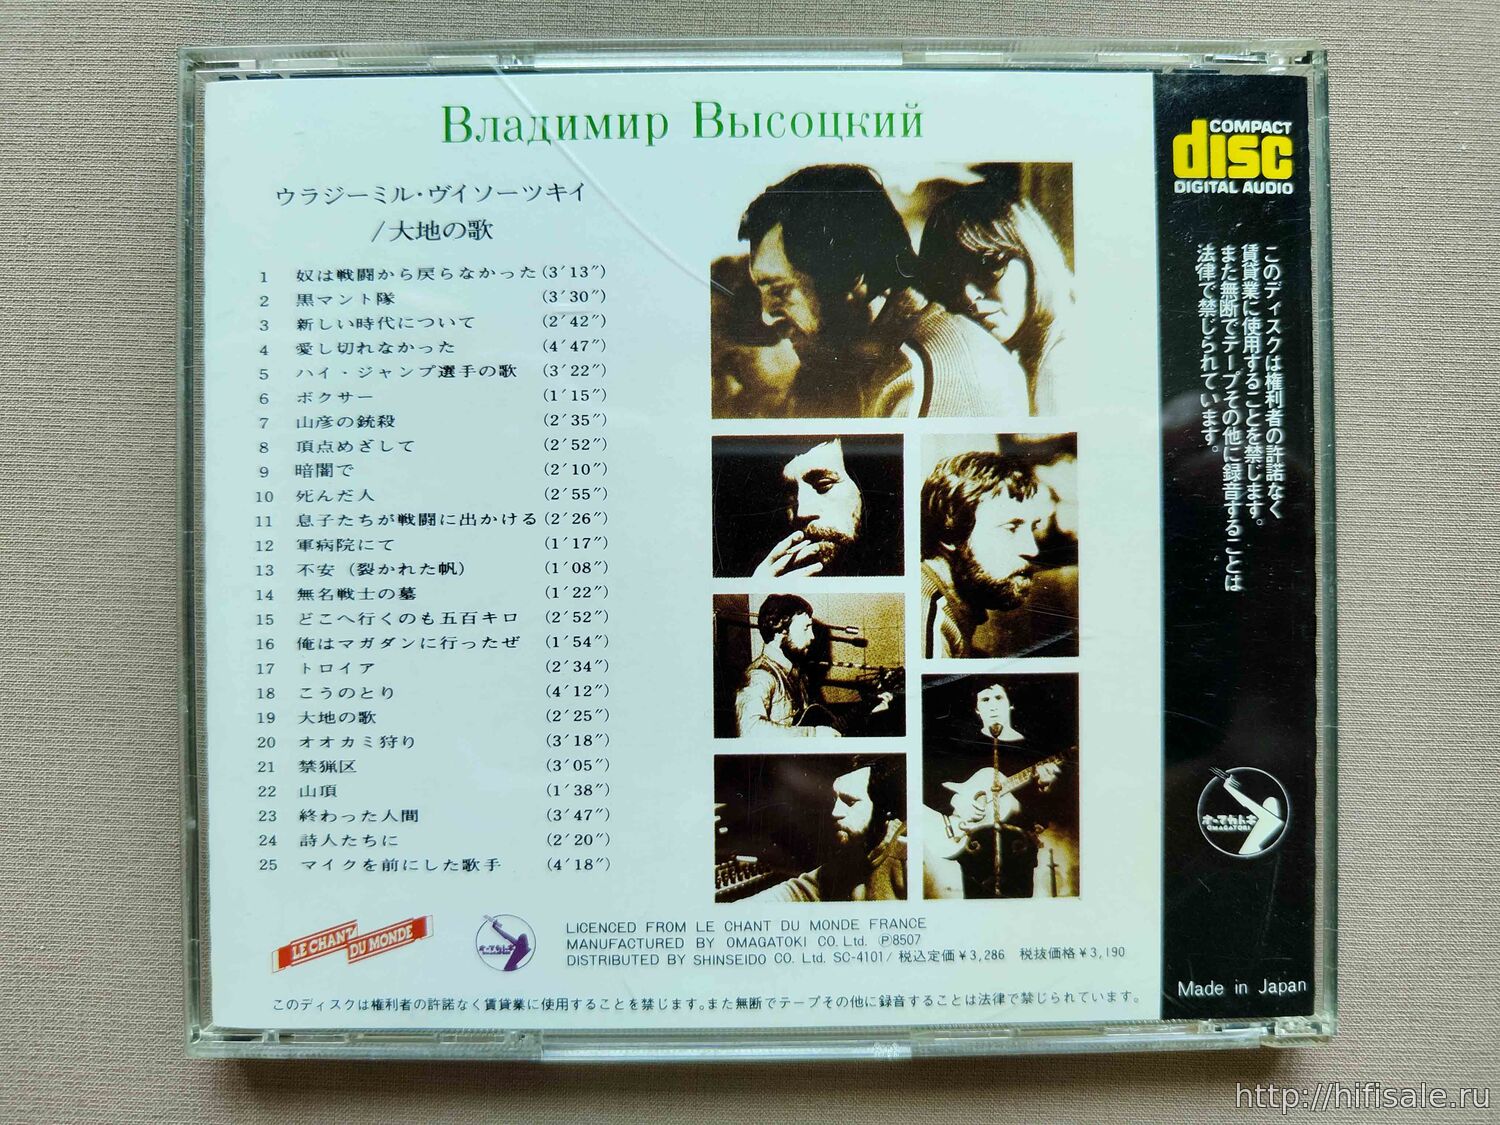 Владимир Высоцкий
ウラジーミル・ヴイソーツキイ
/大地の歌
1 奴は戦闘から戻らなかった (3′13″)
2 黒マント隊 (3′30″)
3 新しい時代について (2′42″)
4 愛し切れなかった (4′47″)
5 ハイ・ジャンプ選手の歌 (3′22″)
6 ボクサー (1′15″)
7 山彦の銃殺 (2′35″)
8 頂点めざして (2′52″)
9 暗闇で (2′10″)
10 死んだ人 (2′55″)
11 息子たちが戦闘に出かける (2′26″)
12 軍病院にて (1′17″)
13 不安 (裂かれた帆) (1′08″)
14 無名戦士の墓 (1′22″)
15 どこへ行くのも五百キロ (2′52″)
16 俺はマガダンに行ったぜ (1′54″)
17 トロイア (2′34″)
18 こうのとり (4′12″)
19 大地の歌 (2′25″)
20 オオカミ狩り (3′18″)
21 禁猟区 (3′05″)
22 山頂 (1′38″)
23 終わった人間 (3′47″)
24 詩人たちに (2′20″)
25 マイクを前にした歌手 (4′18″)
LE CHANT
DU MONDE
オーマガトキ
LICENCED FROM LE CHANT DU MONDE FRANCE
MANUFACTURED BY OMAGATOKI CO. Ltd. Ⓟ8507
DISTRIBUTED BY SHINSEIDO CO. Ltd. SC-4101/ 税込定価¥3,286 税抜価格¥3,190
このディスクは権利者の許諾なく賃貸業に使用することを禁じます。また無断でテープその他に録音することは法律で禁じられています。
COMPACT
disc
DIGITAL AUDIO
このディスクは権利者の許諾なく
賃貸業に使用することを禁じます。
また無断でテープその他に録音することは
法律で禁じられています。
オーマガトキ
OMAGATOKI
Made in Japan
http://hifisale.ru